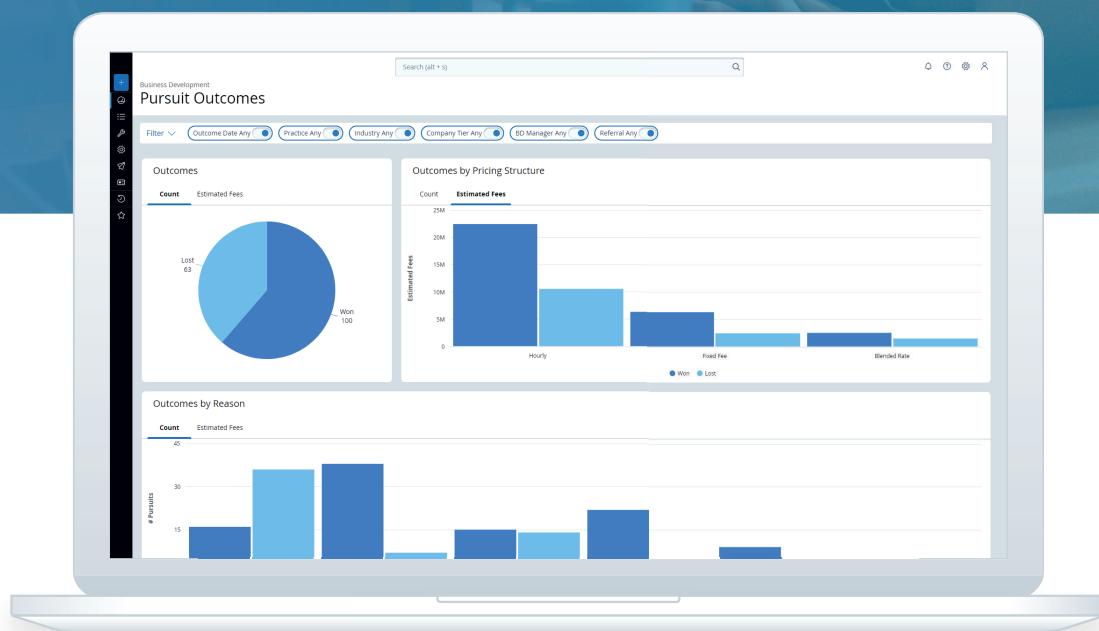 Search (alt + s)
Business Development
Pursuit Outcomes
Filter
Outcome Date Any
Practice Any
Industry Any
Company Tier Any
BD Manager Any
Referral Any
Outcomes
Count Estimated Fees
Lost
63
Won
100
Outcomes by Pricing Structure
Count Estimated Fees
Estimated Fees
25M
20M
15M
10M
5M
0
Hourly Fixed Fee Blended Rate
Won Lost
Outcomes by Reason
Count Estimated Fees
# Pursuits
45
30
15